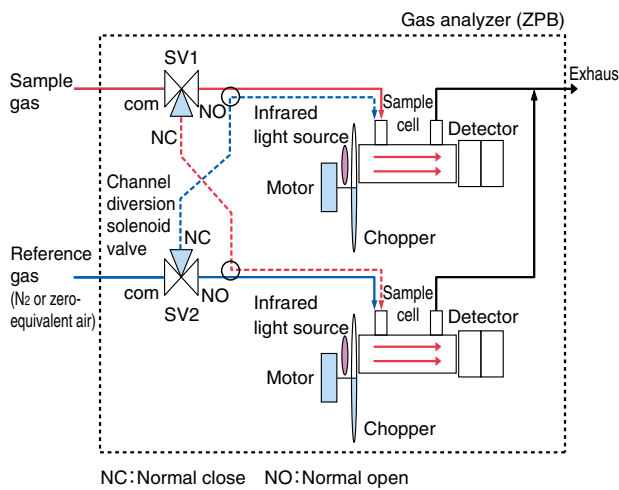 Gas analyzer (ZPB)
Sample
gas
SV1
com
NO
NC
Infrared
light source
Sample
cell
Detector
Exhaus
Motor
Chopper
Channel
diversion
solenoid
valve
NC
Reference
gas
(N2 or zero-
equivalent air)
com
NO
SV2
Infrared
light source
Sample
cell
Detector
Motor
Chopper
NC:Normal close NO:Normal open